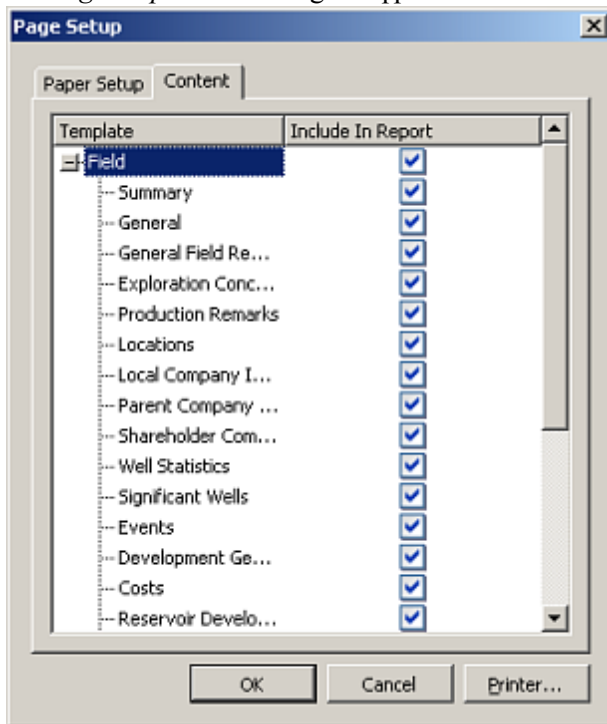 Page Setup
Paper Setup Content
Template Include In Report
Field
Summary
General
General Field Re...
Exploration Conc...
Production Remarks
Locations
Local Company I...
Parent Company ...
Shareholder Com...
Well Statistics
Significant Wells
Events
Development Ge...
Costs
Reservoir Develo...
OK Cancel Printer...